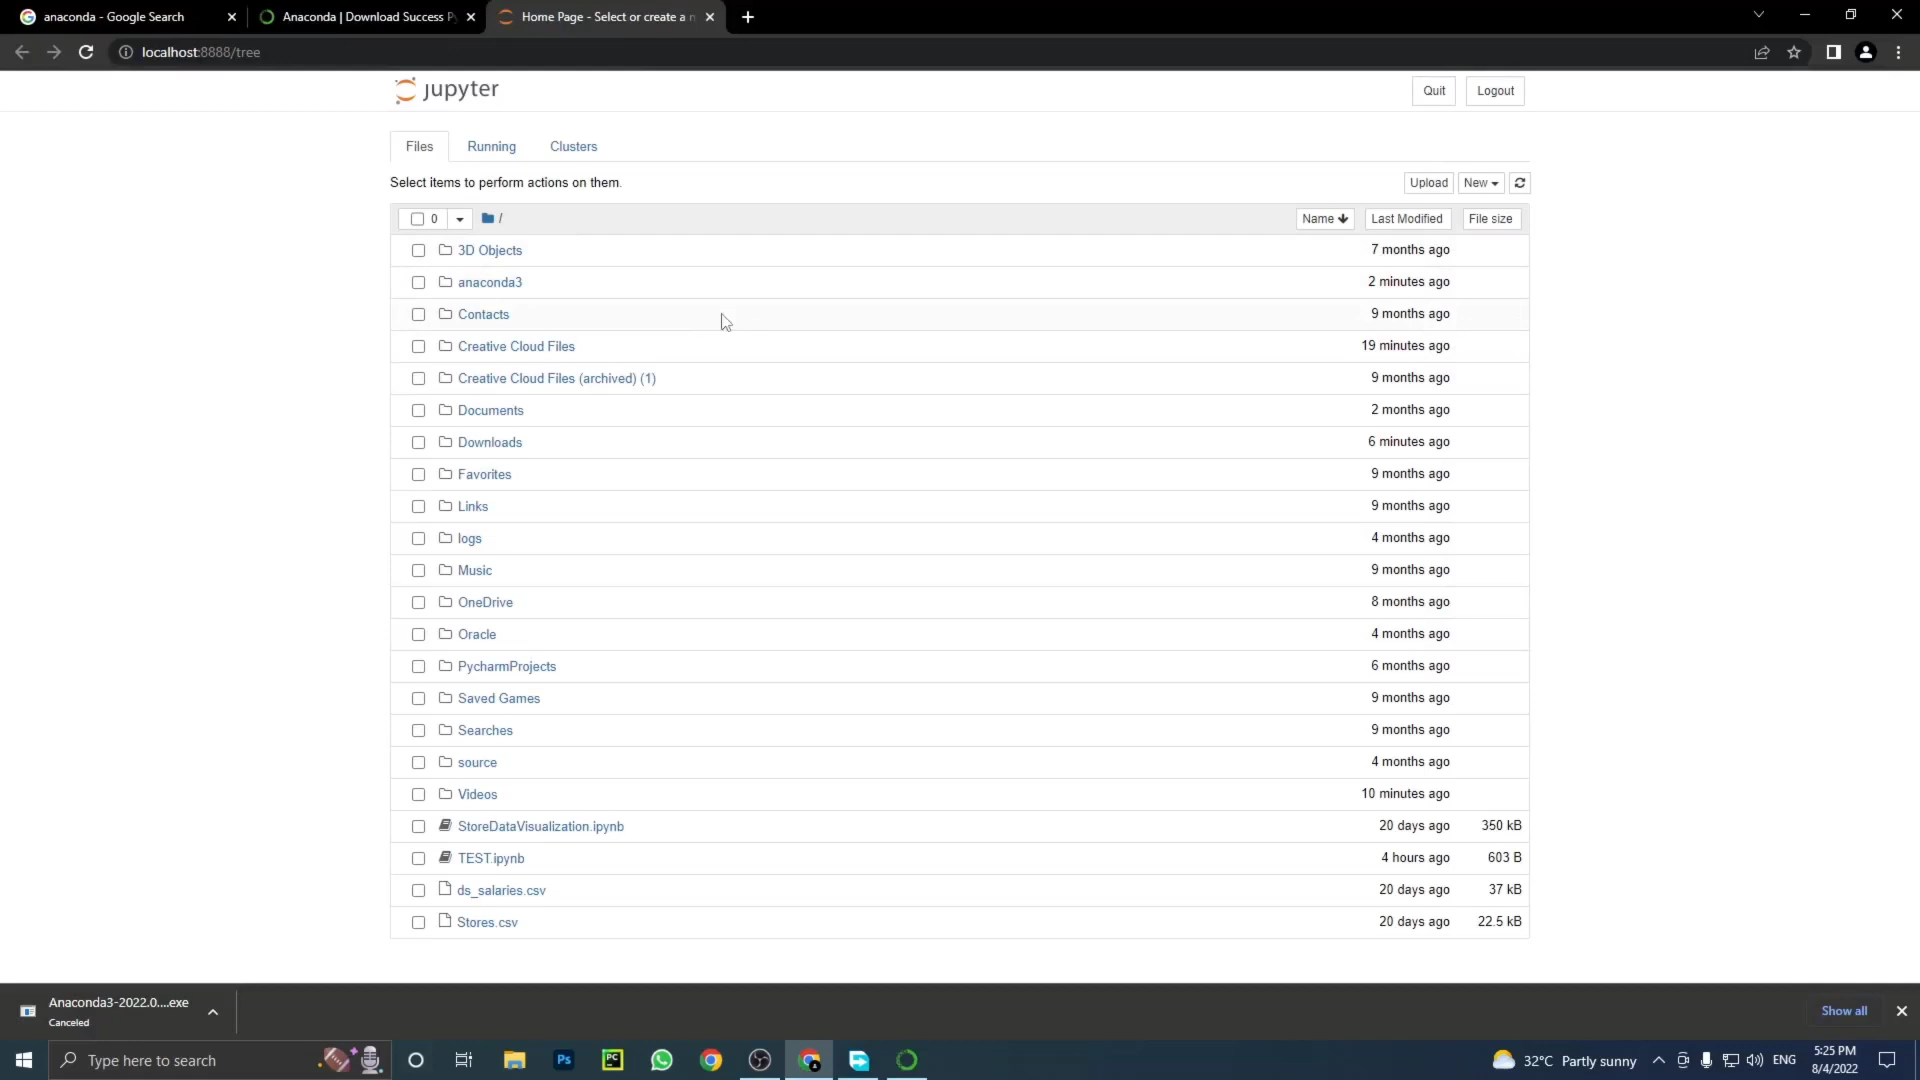 anaconda - Google Search
Anaconda | Download Success P
Home Page - Select or create a n
localhost:8888/tree
jupyter
Quit
Logout
Files
Running
Clusters
Select items to perform actions on them.
Upload
New
0
/
Name
Last Modified
File size
3D Objects
7 months ago
anaconda3
2 minutes ago
Contacts
9 months ago
Creative Cloud Files
19 minutes ago
Creative Cloud Files (archived) (1)
9 months ago
Documents
2 months ago
Downloads
6 minutes ago
Favorites
9 months ago
Links
9 months ago
logs
4 months ago
Music
9 months ago
OneDrive
8 months ago
Oracle
4 months ago
PycharmProjects
6 months ago
Saved Games
9 months ago
Searches
9 months ago
source
4 months ago
Videos
10 minutes ago
StoreDataVisualization.ipynb
20 days ago
350 kB
TEST.ipynb
4 hours ago
603 B
ds_salaries.csv
20 days ago
37 kB
Stores.csv
20 days ago
22.5 kB
Anaconda3-2022.0....exe
Canceled
Show all
Type here to search
Ps
PC
32°C Partly sunny
ENG
5:25 PM
8/4/2022